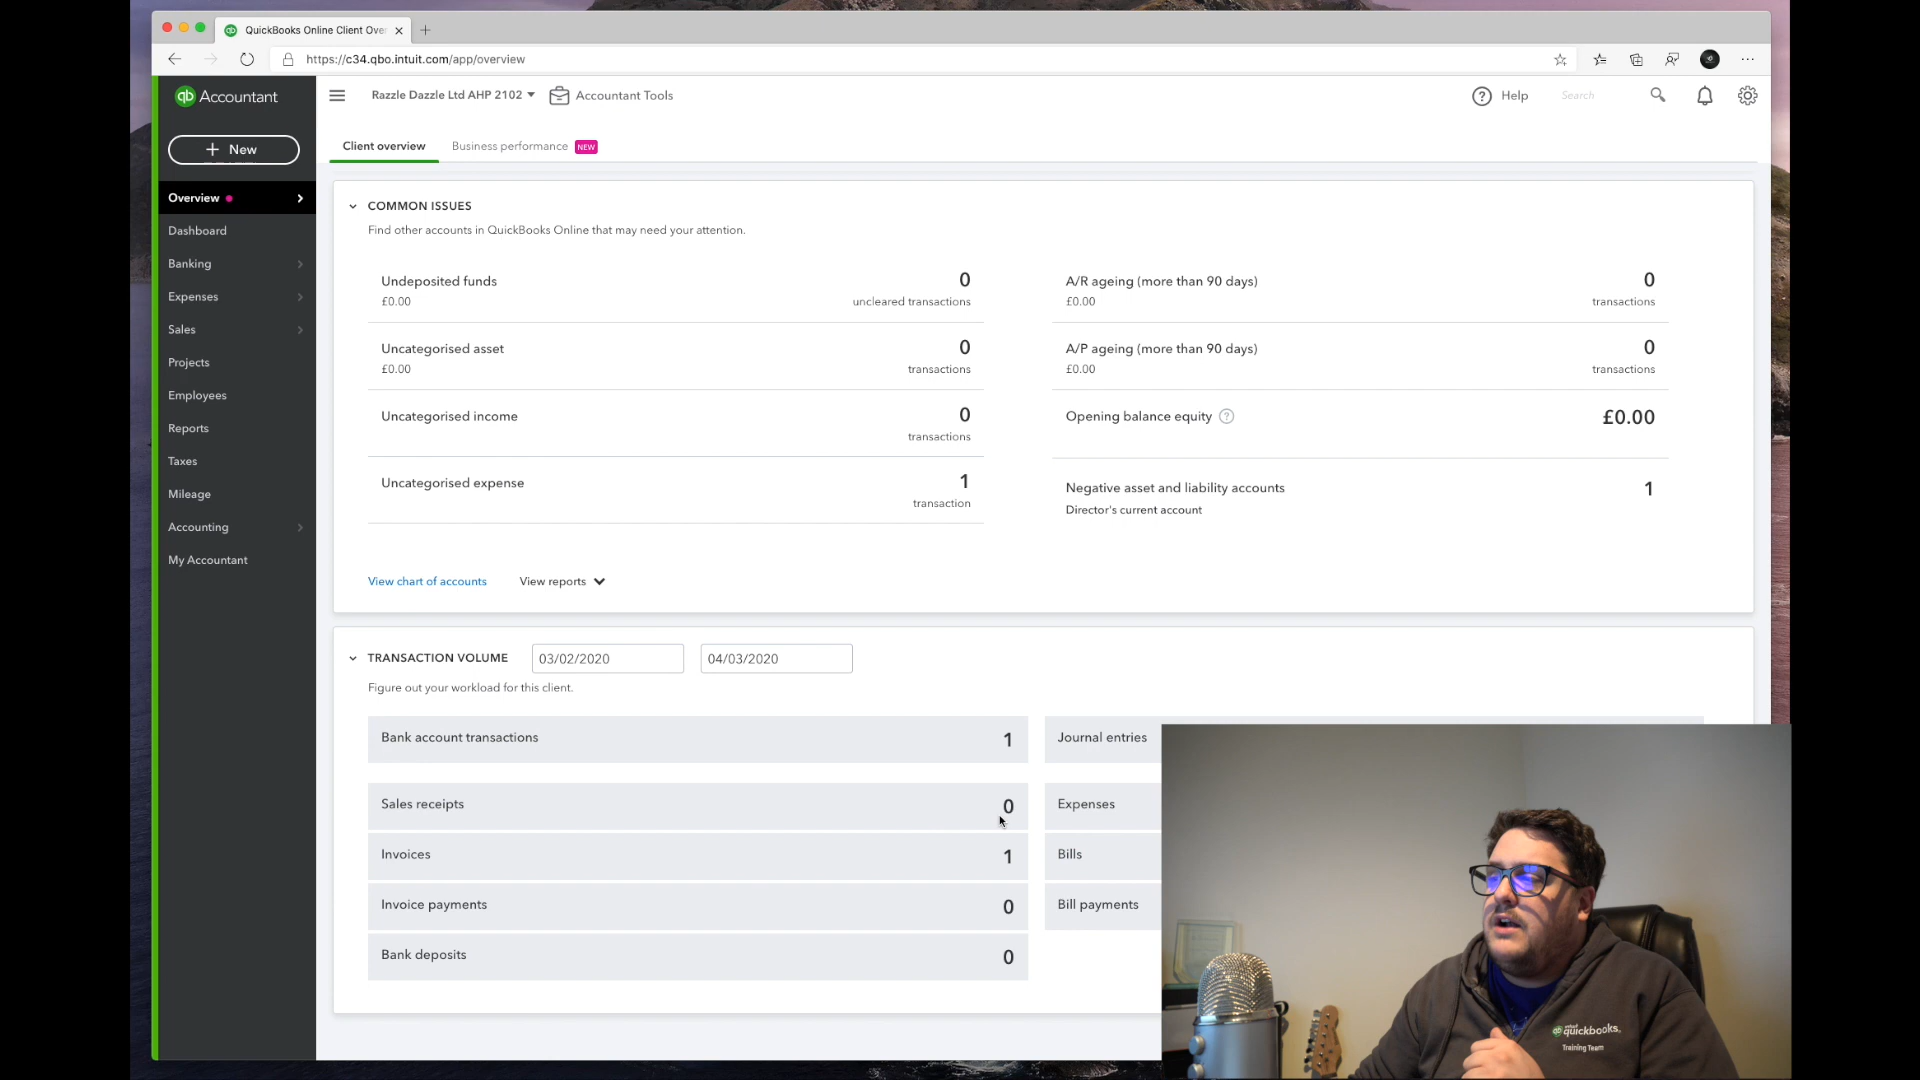 QuickBooks Online Client Ove
https://c34.qbo.intuit.com/app/overview
qb Accountant
Razzle Dazzle Ltd AHP 2102
Accountant Tools
Help
Search
+ New
Client overview
Business performance NEW
Overview
Dashboard
Banking
Expenses
Sales
Projects
Employees
Reports
Taxes
Mileage
Accounting
My Accountant
COMMON ISSUES
Find other accounts in QuickBooks Online that may need your attention.
Undeposited funds 0
£0.00 uncleared transactions
Uncategorised asset 0
£0.00 transactions
Uncategorised income 0
transactions
Uncategorised expense 1
transaction
A/R ageing (more than 90 days) 0
£0.00 transactions
A/P ageing (more than 90 days) 0
£0.00 transactions
Opening balance equity ? £0.00
Negative asset and liability accounts 1
Director's current account
View chart of accounts View reports
TRANSACTION VOLUME 03/02/2020 04/03/2020
Figure out your workload for this client.
Bank account transactions 1
Sales receipts 0
Invoices 1
Invoice payments 0
Bank deposits 0
Journal entries
Expenses
Bills
Bill payments
quickbooks.
Training Team